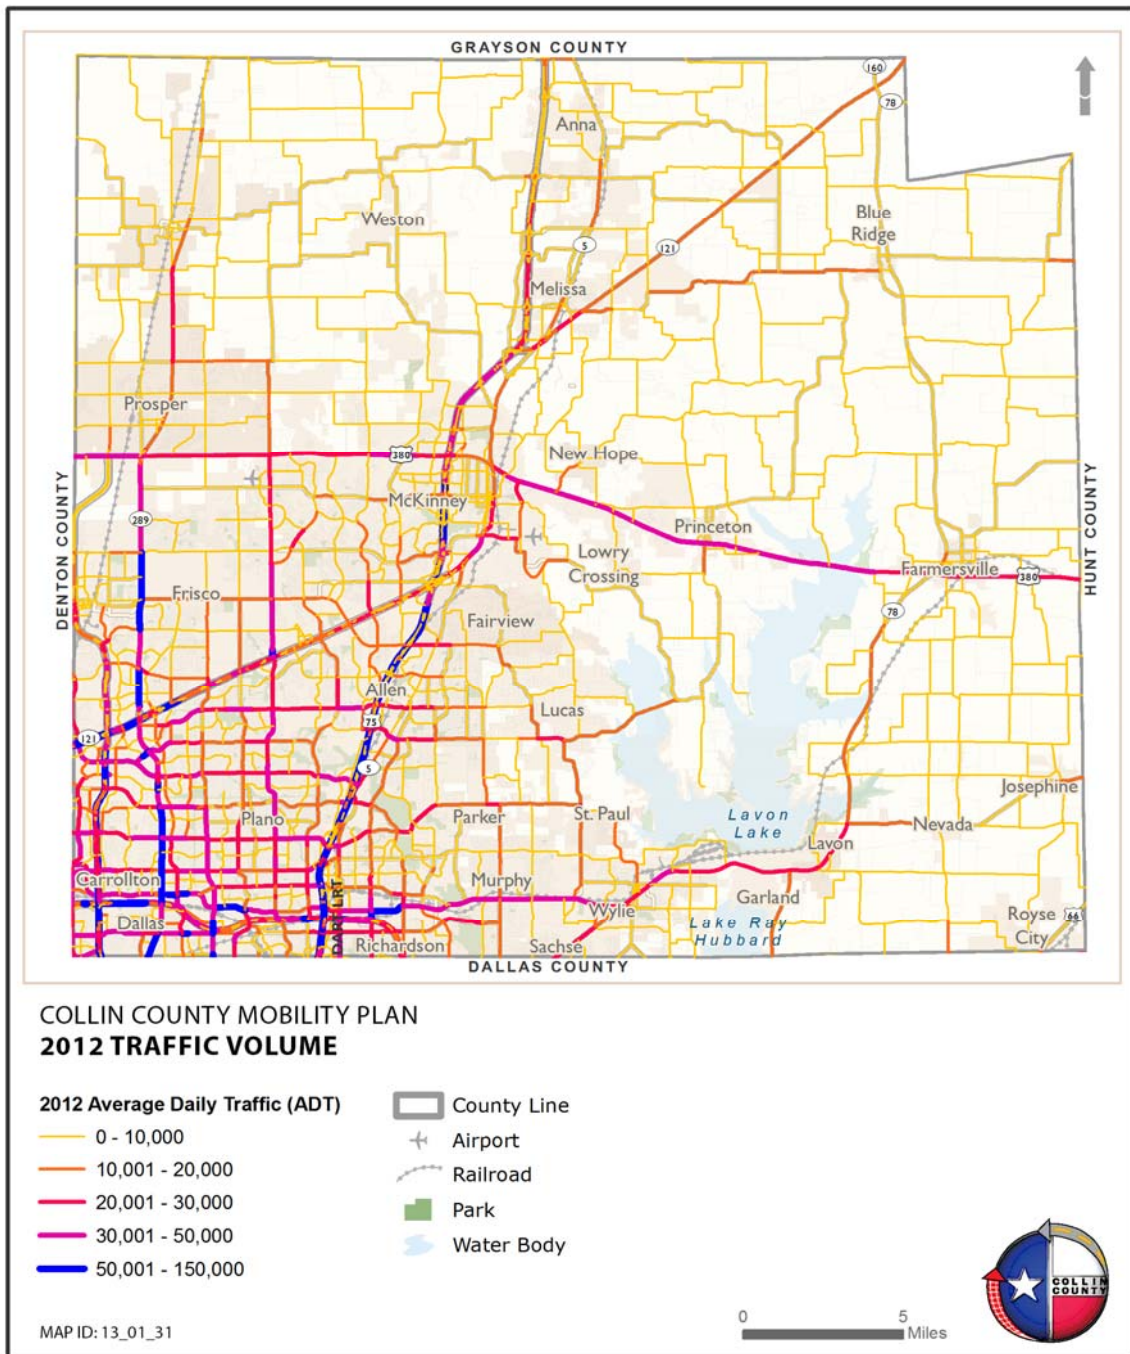 GRAYSON COUNTY
160
78
Anna
Weston
Blue
Ridge
5
121
Melissa
Prosper
380
New Hope
DENTON COUNTY
HUNT COUNTY
McKinney
289
Princeton
Lowry
Crossing
Farmersville
380
Frisco
78
Fairview
Allen
75
Lucas
121
5
Josephine
Plano
Parker
St. Paul
Lavon
Lake
Nevada
Lavon
Carrollton
Murphy
Garland
Dallas
DART LRT
Wylie
Lake Ray
Hubbard
Royse
City
66
Richardson
Sachse
DALLAS COUNTY
COLLIN COUNTY MOBILITY PLAN
2012 TRAFFIC VOLUME
2012 Average Daily Traffic (ADT)
0 - 10,000
10,001 - 20,000
20,001 - 30,000
30,001 - 50,000
50,001 - 150,000
County Line
Airport
Railroad
Park
Water Body
MAP ID: 13_01_31
0
5
Miles
COLLIN
COUNTY